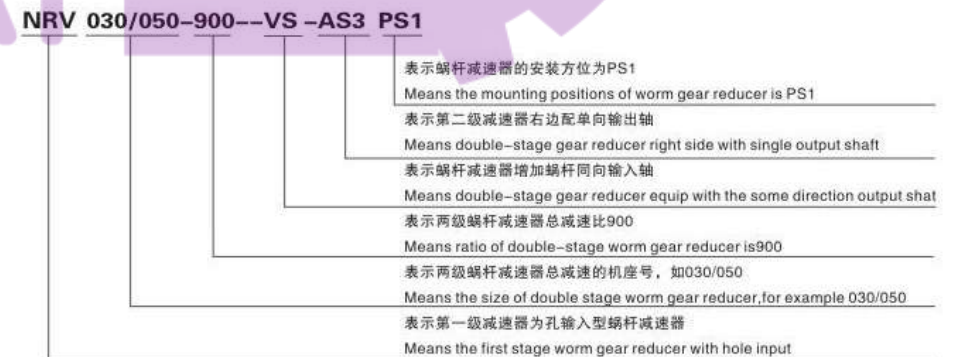 NRV 030/050-900--VS -AS3 PS1
表示蜗杆减速器的安装方位为PS1
Means the mounting positions of worm gear reducer is PS1
表示第二级减速器右边配单向输出轴
Means double-stage gear reducer right side with single output shaft
表示蜗杆减速器增加蜗杆同向输入轴
Means double-stage gear reducer equip with the some direction output shat
表示两级蜗杆减速器总减速比900
Means ratio of double-stage worm gear reducer is900
表示两级蜗杆减速器总减速的机座号，如030/050
Means the size of double stage worm gear reducer,for example 030/050
表示第一级减速器为孔输入型蜗杆减速器
Means the first stage worm gear reducer with hole input